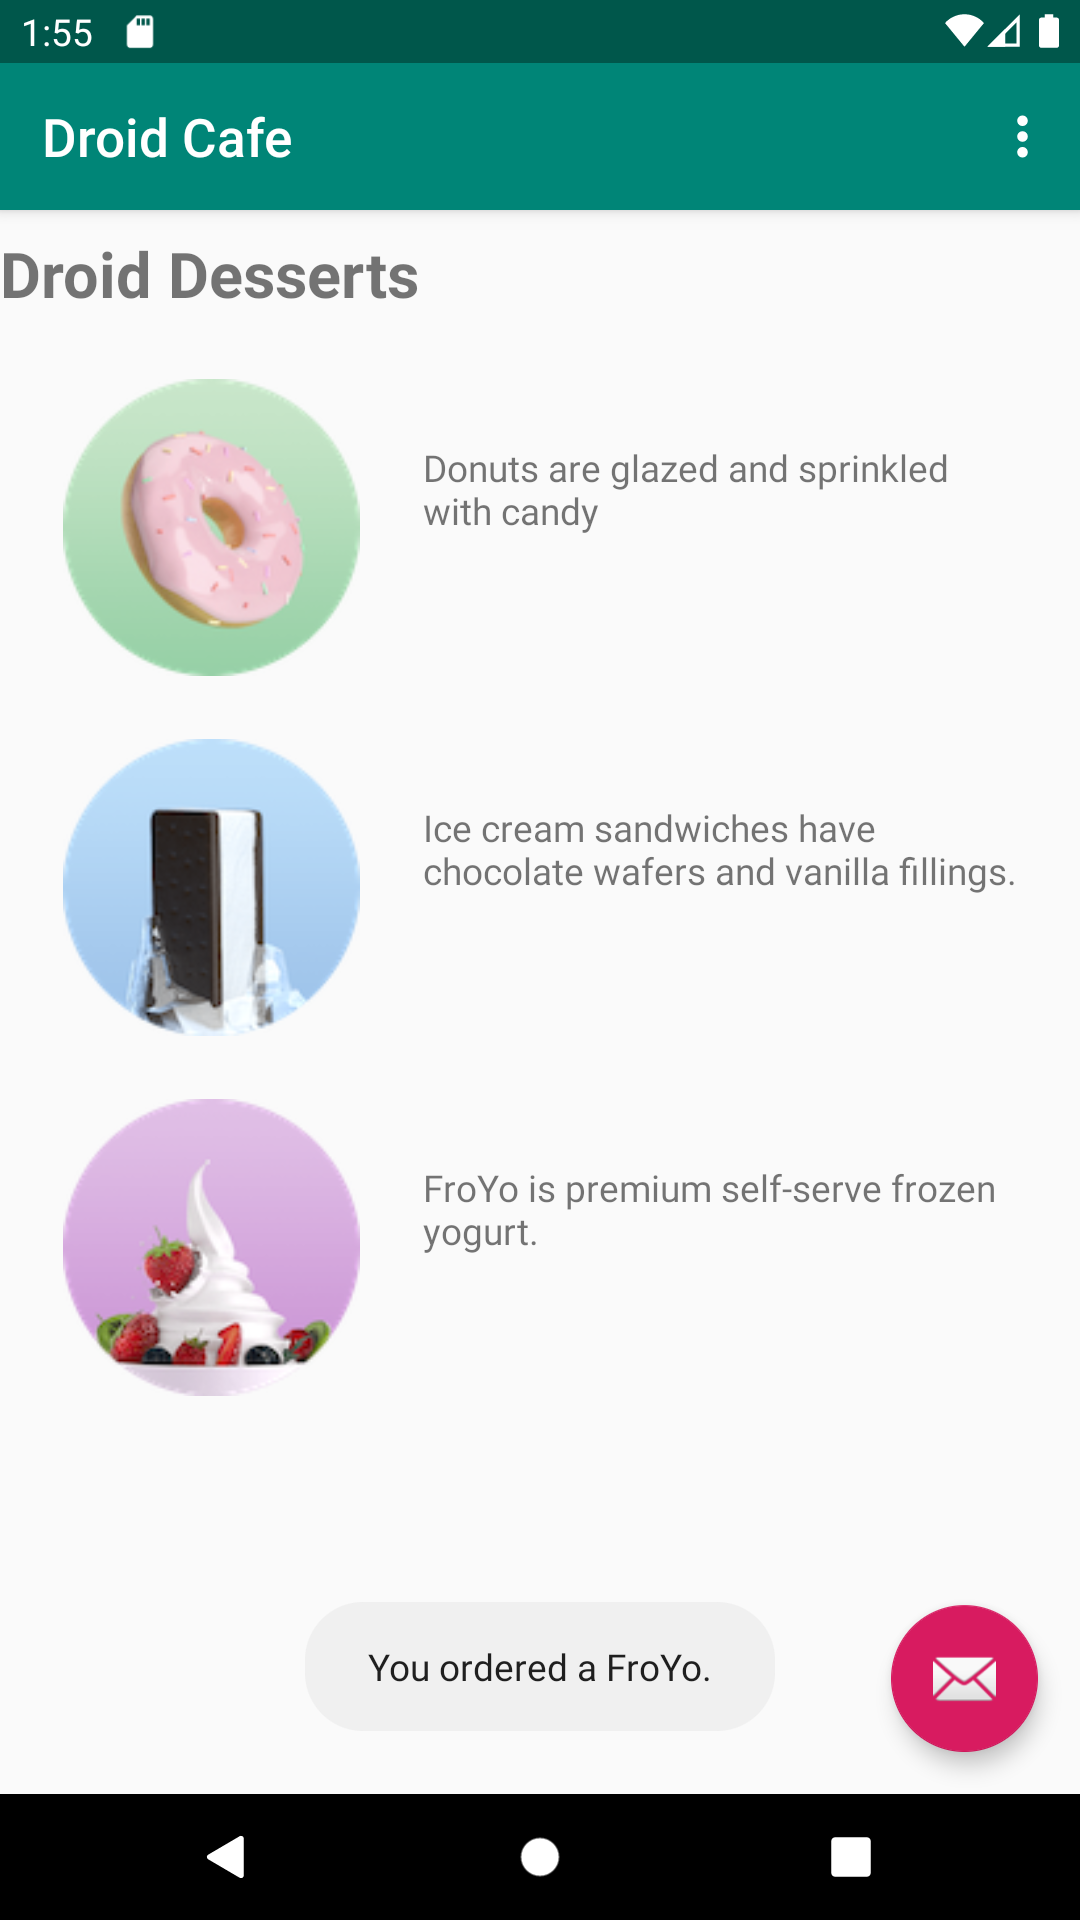 1:55
Droid Cafe
Droid Desserts
Donuts are glazed and sprinkled
with candy
Ice cream sandwiches have
chocolate wafers and vanilla fillings.
FroYo is premium self-serve frozen
yogurt.
You ordered a FroYo.